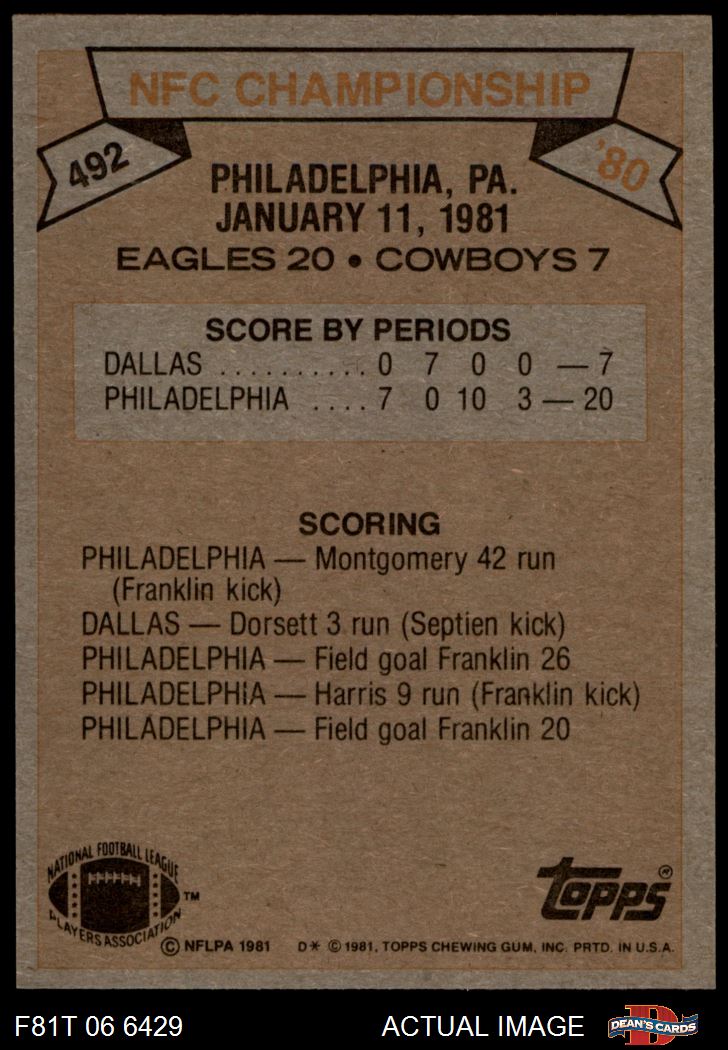 NFC CHAMPIONSHIP
492
'80
PHILADELPHIA, PA.
JANUARY 11, 1981
EAGLES 20 • COWBOYS 7
SCORE BY PERIODS
DALLAS .......... 0 7 0 0 — 7
PHILADELPHIA .... 7 0 10 3 — 20
SCORING
PHILADELPHIA — Montgomery 42 run
(Franklin kick)
DALLAS — Dorsett 3 run (Septien kick)
PHILADELPHIA — Field goal Franklin 26
PHILADELPHIA — Harris 9 run (Franklin kick)
PHILADELPHIA — Field goal Franklin 20
NATIONAL FOOTBALL LEAGUE
PLAYERS ASSOCIATION
™
topps®
© NFLPA 1981
D* © 1981, TOPPS CHEWING GUM, INC. PRTD. IN U.S.A.
F81T 06 6429
ACTUAL IMAGE
D
DEAN'S CARDS